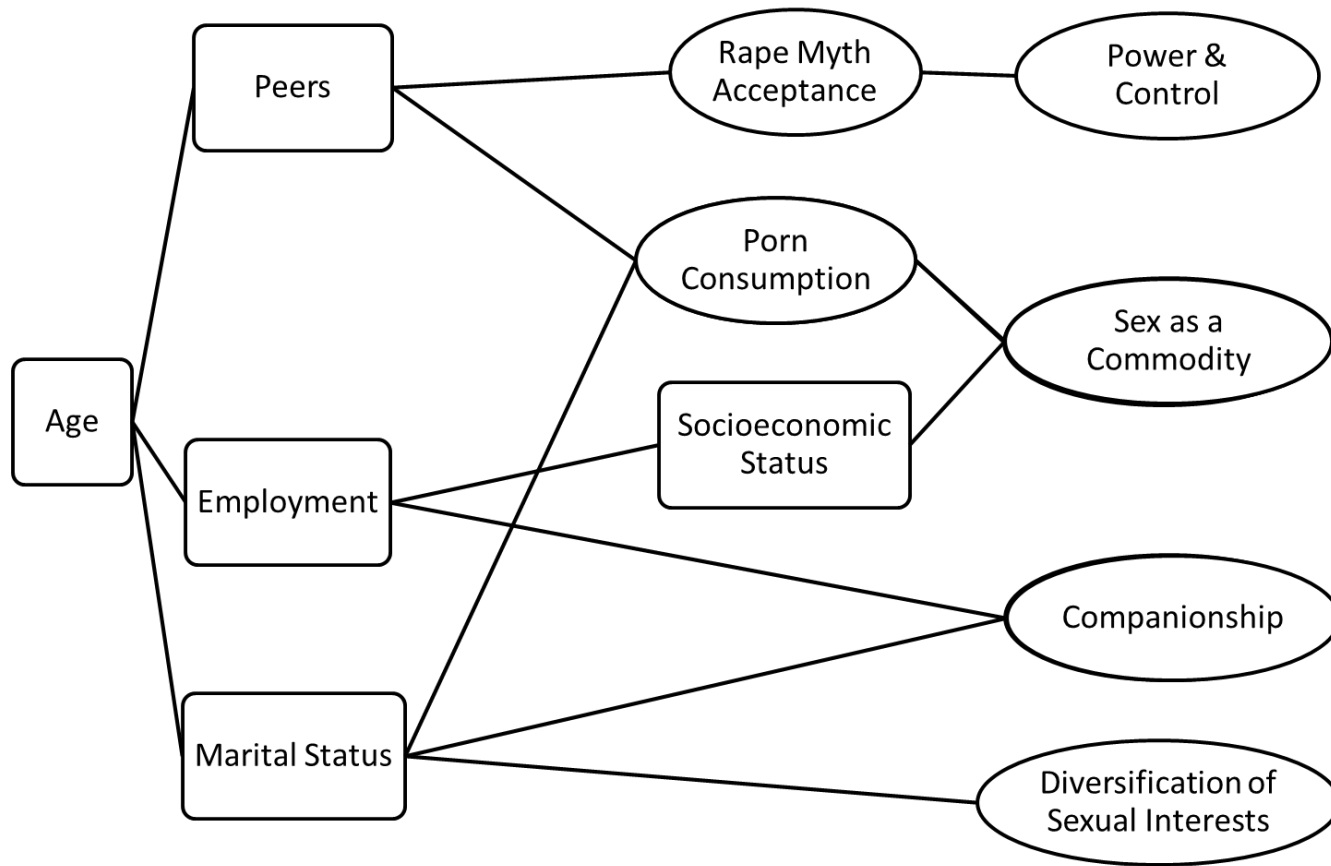 Peers
Rape Myth
Acceptance
Power &
Control
Porn
Consumption
Sex as a
Commodity
Age
Socioeconomic
Status
Employment
Companionship
Marital Status
Diversification of
Sexual Interests